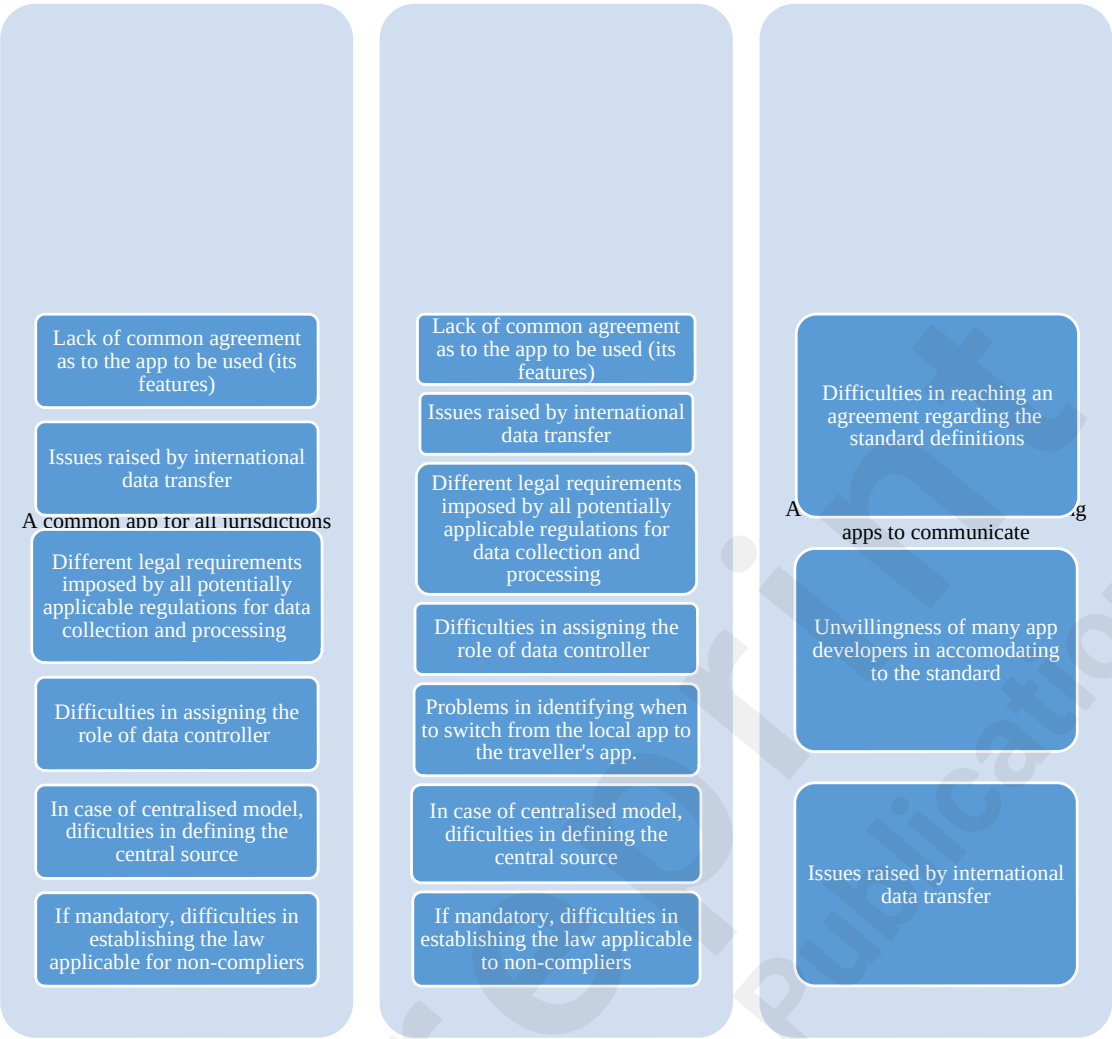 Lack of common agreement
as to the app to be used (its
features)
Issues raised by international
data transfer
A common app for all jurisdictions
Different legal requirements
imposed by all potentially
applicable regulations for data
collection and processing
Difficulties in assigning the
role of data controller
In case of centralised model,
dificulties in defining the
central source
If mandatory, difficulties in
establishing the law
applicable for non-compliers
Lack of common agreement
as to the app to be used (its
features)
Issues raised by international
data transfer
Different legal requirements
imposed by all potentially
applicable regulations for
data collection and
processing
Difficulties in assigning the
role of data controller
Problems in identifying when
to switch from the local app to
the traveller's app.
In case of centralised model,
dificulties in defining the
central source
If mandatory, difficulties in
establishing the law applicable
to non-compliers
Difficulties in reaching an
agreement regarding the
standard definitions
A
apps to communicate
Unwillingness of many app
developers in accomodating
to the standard
Issues raised by international
data transfer